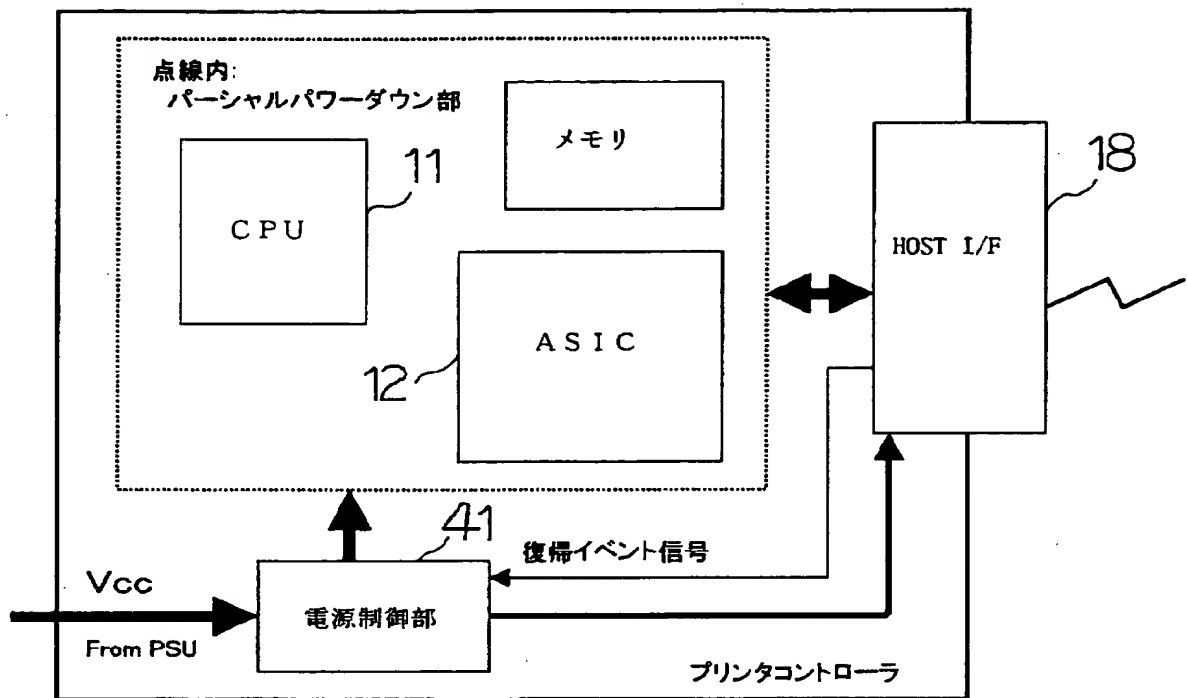 点線内:
パーシャルパワーダウン部
メモリ
11
CPU
18
HOST I/F
ASIC
12
41
復帰イベント信号
Vcc
電源制御部
From PSU
プリンタコントローラ